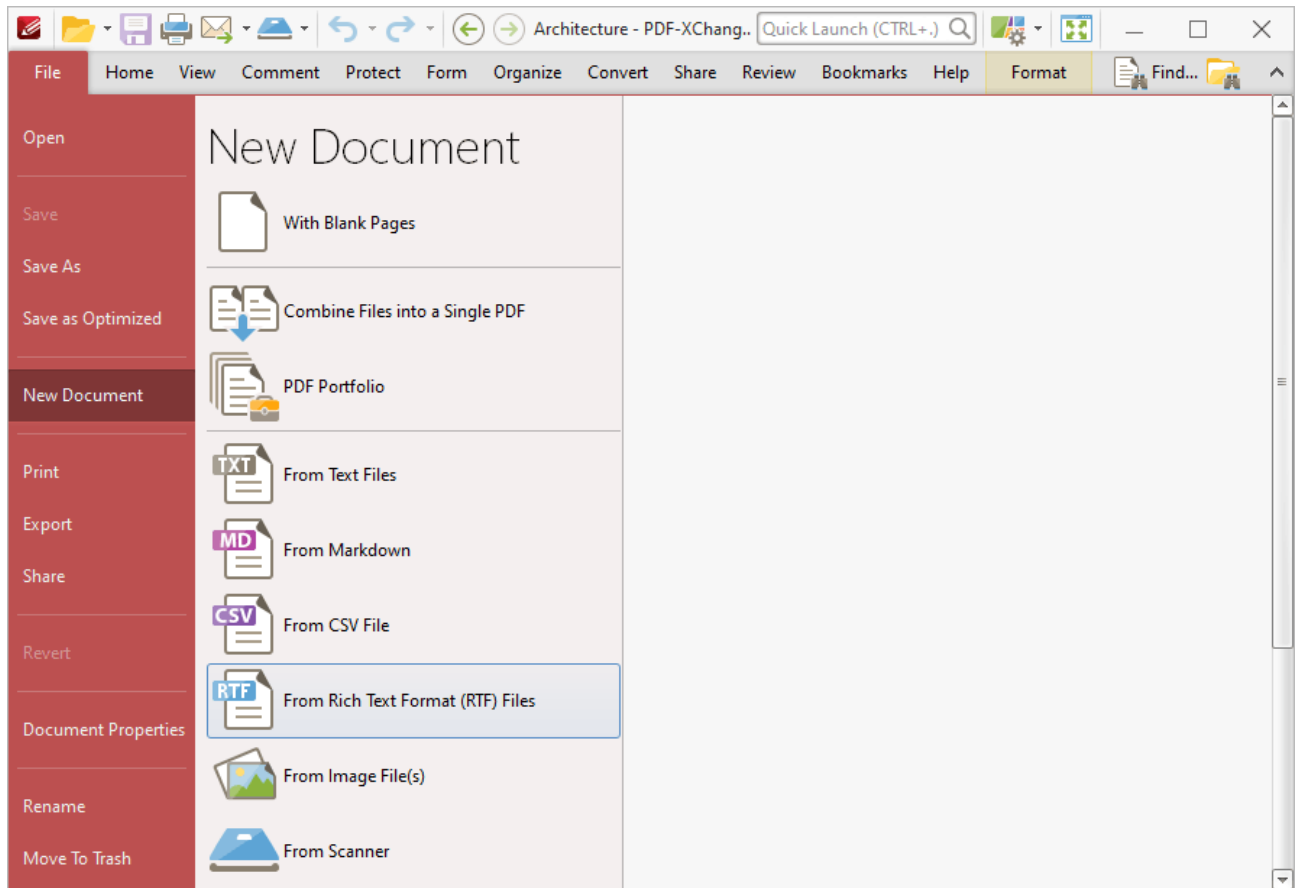 Architecture - PDF-XChang..
Quick Launch (CTRL+.)
File
Home
View
Comment
Protect
Form
Organize
Convert
Share
Review
Bookmarks
Help
Format
Find...
Open
Save
Save As
Save as Optimized
New Document
Print
Export
Share
Revert
Document Properties
Rename
Move To Trash
New Document
With Blank Pages
Combine Files into a Single PDF
PDF Portfolio
TXT
From Text Files
MD
From Markdown
CSV
From CSV File
RTF
From Rich Text Format (RTF) Files
From Image File(s)
From Scanner